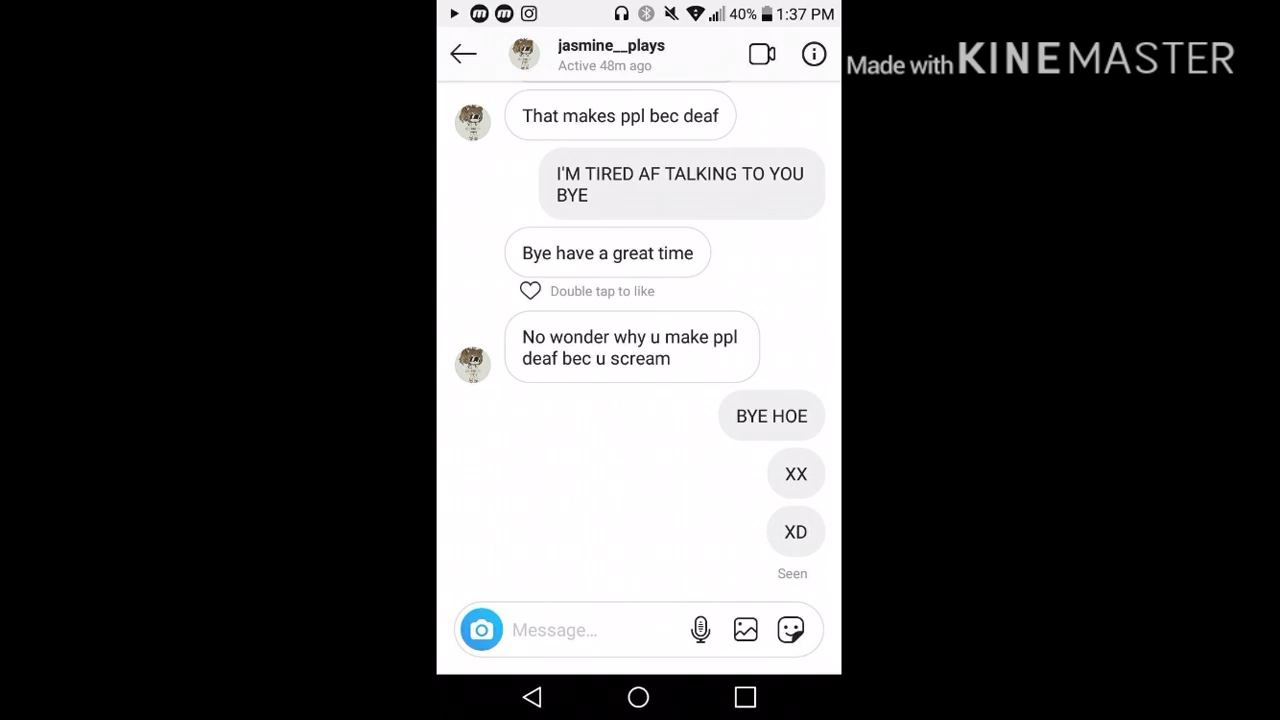 40% 1:37 PM
jasmine__plays
Active 48m ago
Made with KINEMASTER
That makes ppl bec deaf
I'M TIRED AF TALKING TO YOU
BYE
Bye have a great time
Double tap to like
No wonder why u make ppl
deaf bec u scream
BYE HOE
XX
XD
Seen
Message...